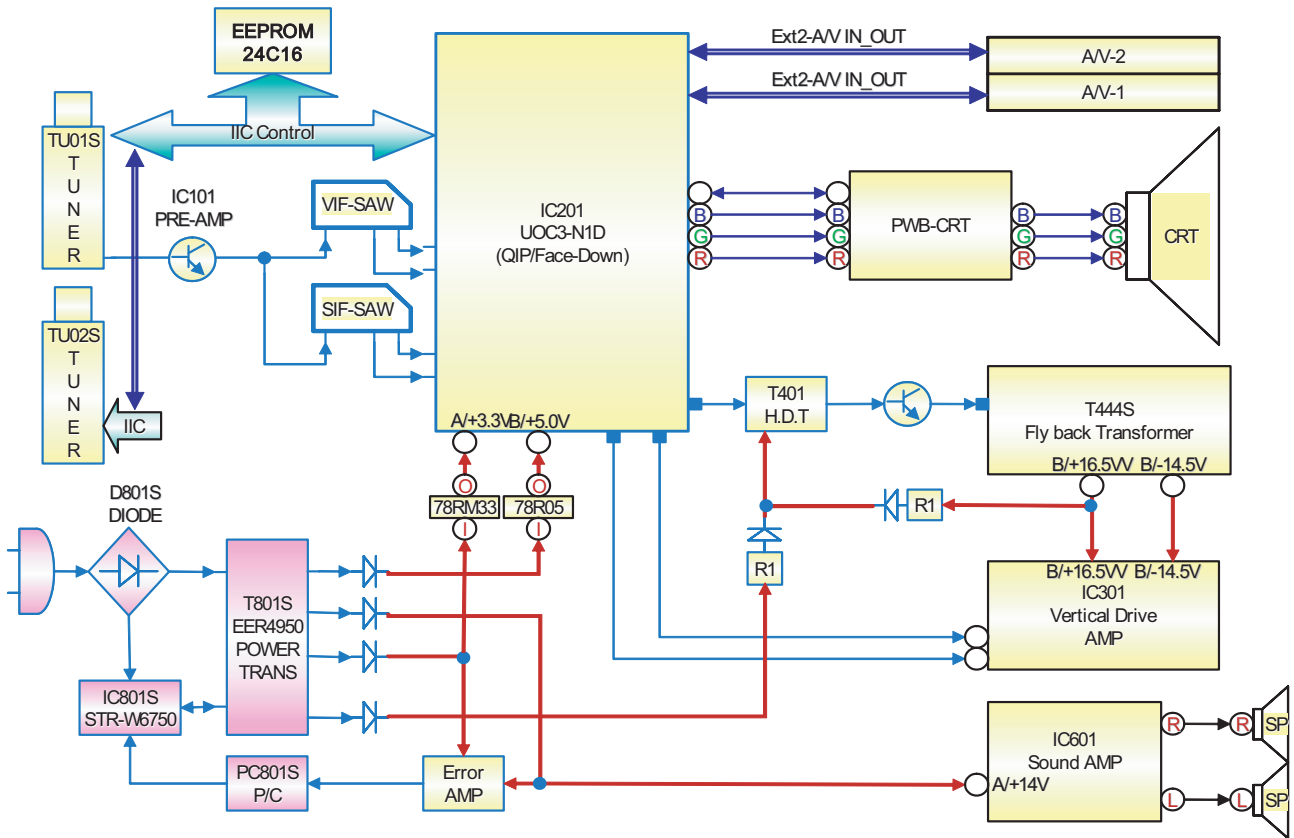 EEPROM
24C16
Ext2-A/V IN_OUT
A/V-2
Ext2-A/V IN_OUT
A/V-1
IIC Control
TU01S
T
U
N
E
R
IC101
PRE-AMP
VIF-SAW
SIF-SAW
IC201
UOC3-N1D
(QIP/Face-Down)
B
G
R
B
G
R
PWB-CRT
B
G
R
B
G
R
CRT
TU02S
T
U
N
E
R
IIC
A/+3.3V
B/+5.0V
O
O
78RM33
78R05
I
I
T401
H.D.T
T444S
Fly back Transformer
B/+16.5VV
B/-14.5V
R1
R1
B/+16.5VV
B/-14.5V
IC301
Vertical Drive
AMP
D801S
DIODE
T801S
EER4950
POWER
TRANS
IC801S
STR-W6750
PC801S
P/C
Error
AMP
IC601
Sound AMP
A/+14V
R
R
SP
L
L
SP